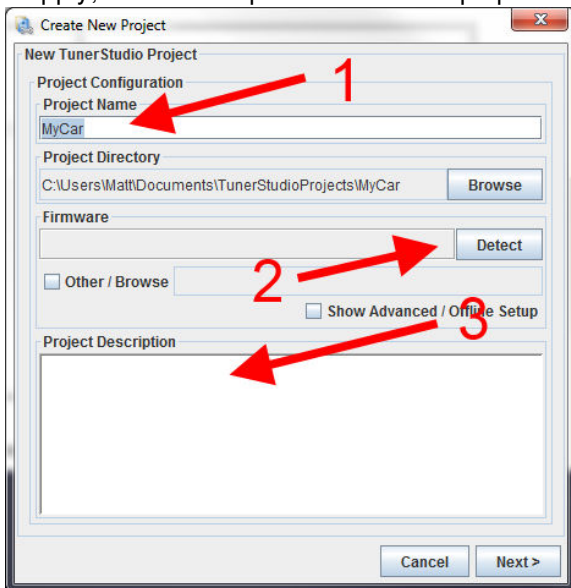 Create New Project
New TunerStudio Project
Project Configuration
1
Project Name
MyCar
Project Directory
C:\Users\Matt\Documents\TunerStudioProjects\MyCar Browse
Firmware
Detect
2
Other / Browse
Show Advanced / Offline Setup
3
Project Description
Cancel Next >